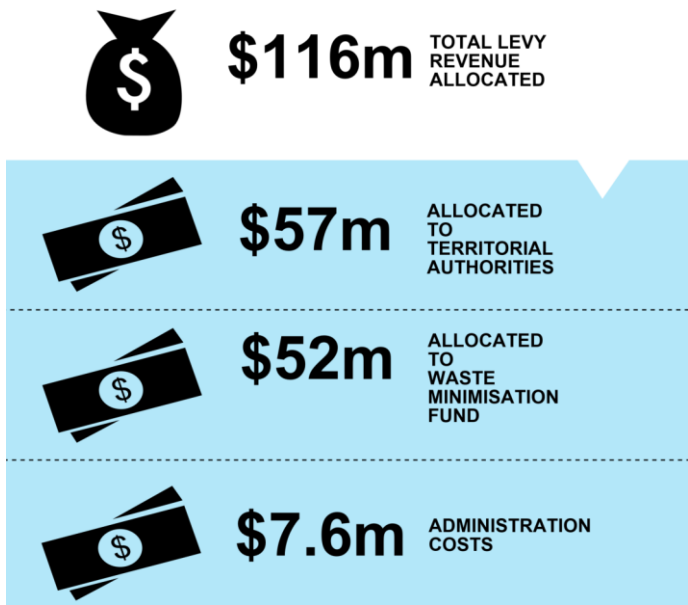 $
$116m
TOTAL LEVY
REVENUE
ALLOCATED
$
$57m
ALLOCATED
TO
TERRITORIAL
AUTHORITIES
$
$52m
ALLOCATED
TO
WASTE
MINIMISATION
FUND
$
$7.6m
ADMINISTRATION
COSTS